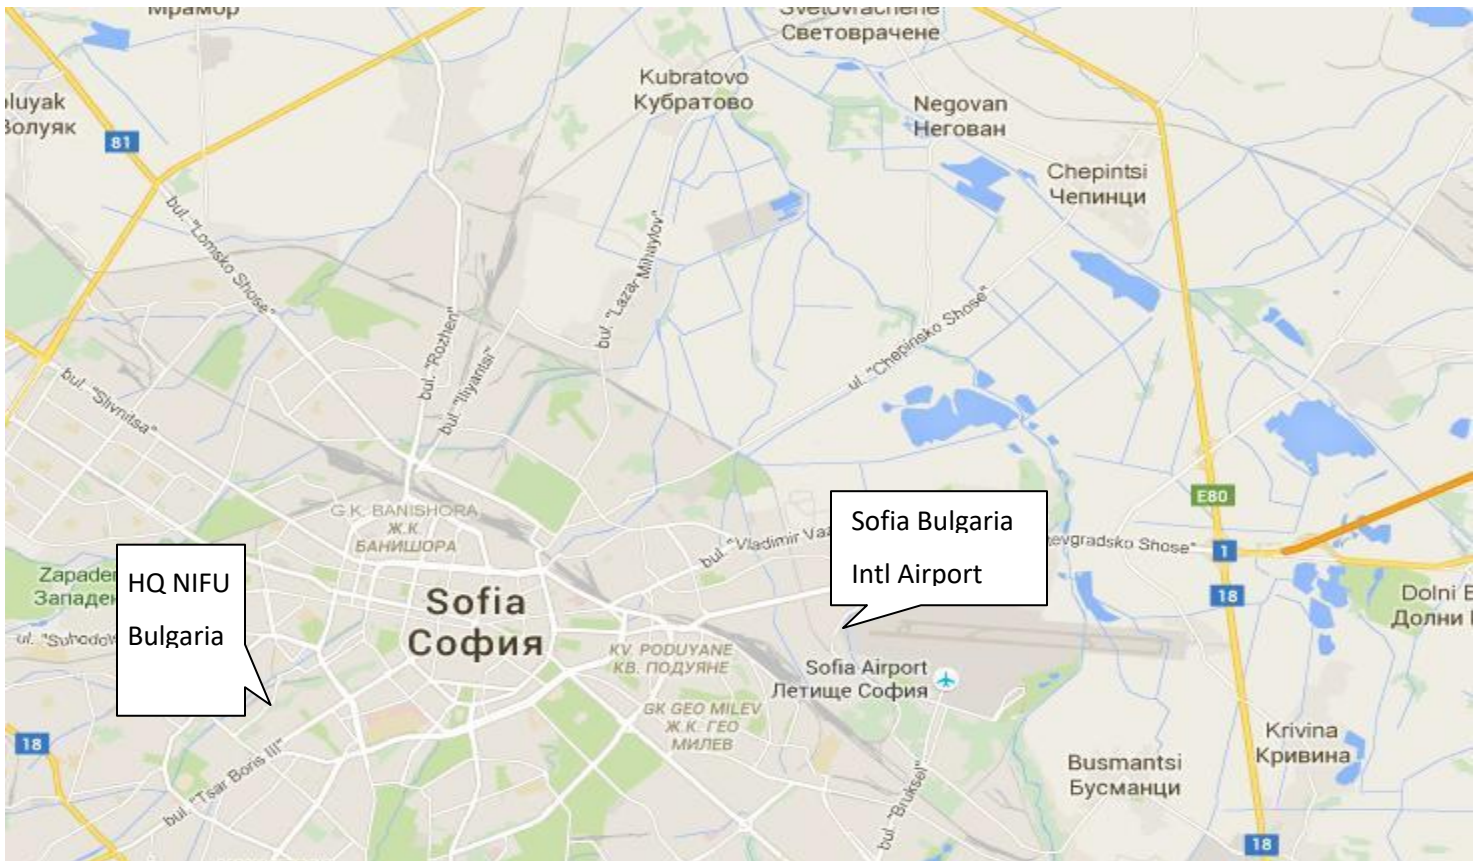 Мрамор
Svetovrachene
Световрачене
Kubratovo
Кубратово
Negovan
Негован
81
Chepintsi
Чепинци
bul. "Lomsko Shose"
bul. "Lazar Mihaylov"
bul. "Rozhen"
bul. "Iliyantsi"
ul. "Chepinsko Shose"
bul. "Slivnitsa"
E80
G.K. BANISHORA
Ж.К.
БАНИШОРА
Sofia Bulgaria
Intl Airport
1
18
HQ NIFU
Bulgaria
Sofia
София
KV. PODUYANE
КВ. ПОДУЯНЕ
Sofia Airport
Летище София
GK GEO MILEV
Ж.К. ГЕО
МИЛЕВ
18
bul. "Tsar Boris III"
bul. "Bruksel"
Krivina
Кривина
Busmantsi
Бусманци
18